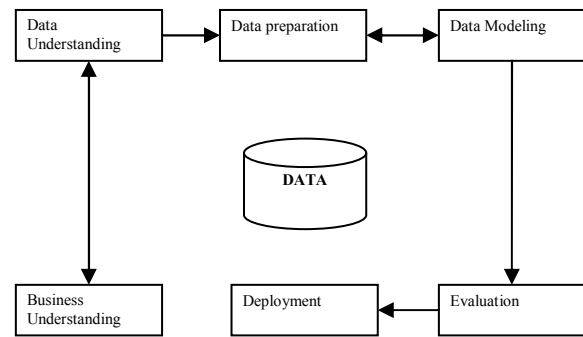 Data
Understanding
Data preparation
Data Modeling
DATA
Business
Understanding
Deployment
Evaluation